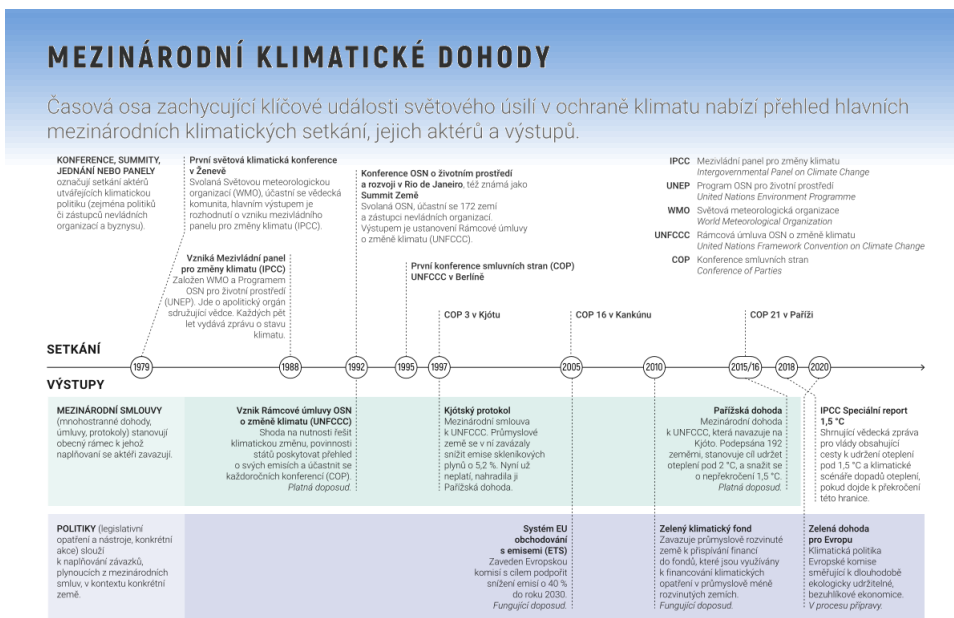 MEZINÁRODNÍ KLIMATICKÉ DOHODY
Časová osa zachycující klíčové události světového úsilí v ochraně klimatu nabízí přehled hlavních
mezinárodních klimatických setkání, jejich aktérů a výstupů.
KONFERENCE, SUMMITY,
JEDNÁNÍ NEBO PANELY
označují setkání aktérů
utvářejících klimatickou
politiku (zejména politiků
či zástupců nevládních
organizací a byznysu).
První světová klimatická konference
v Ženevě
Svolaná Světovou meteorologickou
organizací (WMO), účastní se vědecká
komunita, hlavním výstupem je
rozhodnutí o vzniku mezivládního
panelu pro změny klimatu (IPCC).
Vzniká Mezivládní panel
pro změny klimatu (IPCC)
Založen WMO a Programem
OSN pro životní prostředí
(UNEP). Jde o apolitický orgán
sdružující vědce. Každých pět
let vydává zprávu o stavu
klimatu.
Konference OSN o životním prostředí
a rozvoji v Rio de Janeiro, též známá jako
Summit Země
Svolaná OSN, účastní se 172 zemí
a zástupci nevládních organizací.
Výstupem je ustanovení Rámcové úmluvy
o změně klimatu (UNFCCC).
První konference smluvních stran (COP)
UNFCCC v Berlíně
COP 3 v Kjótu
COP 16 v Kankúnu
COP 21 v Paříži
IPCC Mezivládní panel pro změny klimatu
Intergovernmental Panel on Climate Change
UNEP Program OSN pro životní prostředí
United Nations Environment Programme
WMO Světová meteorologická organizace
World Meteorological Organization
UNFCCC Rámcová úmluva OSN o změně klimatu
United Nations Framework Convention on Climate Change
COP Konference smluvních stran
Conference of Parties
SETKÁNÍ
1979 1988 1992 1995 1997 2005 2010 2015/16 2018 2020
VÝSTUPY
MEZINÁRODNÍ SMLOUVY
(mnohostranné dohody,
úmluvy, protokoly) stanovují
obecný rámec k jehož
naplňování se aktéři zavazují.
Vznik Rámcové úmluvy OSN
o změně klimatu (UNFCCC)
Shoda na nutnosti řešit
klimatickou změnu, povinnosti
států poskytovat přehled
o svých emisích a účastnit se
každoročních konferencí (COP).
Platná doposud.
Kjótský protokol
Mezinárodní smlouva
k UNFCCC. Průmyslové
země se v ní zavázaly
snížit emise skleníkových
plynů o 5,2 %. Nyní už
neplatí, nahradila ji
Pařížská dohoda.
Pařížská dohoda
Mezinárodní dohoda
k UNFCCC, která navazuje na
Kjóto. Podepsána 192
zeměmi, stanovuje cíl udržet
oteplení pod 2 °C, a snažit se
o nepřekročení 1,5 °C.
Platná doposud.
IPCC Speciální report
1,5 °C
Shrnující vědecká zpráva
pro vlády obsahující
cesty k udržení oteplení
pod 1,5 °C a klimatické
scénáře dopadů oteplení,
pokud dojde k překročení
této hranice.
POLITIKY (legislativní
opatření a nástroje, konkrétní
akce) slouží
k naplňování závazků,
plynoucích z mezinárodních
smluv, v kontextu konkrétní
země.
Systém EU
obchodování
s emisemi (ETS)
Zaveden Evropskou
komisí s cílem podpořit
snížení emisí o 40 %
do roku 2030.
Fungující doposud.
Zelený klimatický fond
Zavazuje průmyslové rozvinuté
země k přispívání financí
do fondů, které jsou využívány
k financování klimatických
opatření v průmyslově méně
rozvinutých zemích.
Fungující doposud.
Zelená dohoda
pro Evropu
Klimatická politika
Evropské komise
směřující k dlouhodobě
ekologicky udržitelné,
bezuhlíkové ekonomice.
V procesu přípravy.